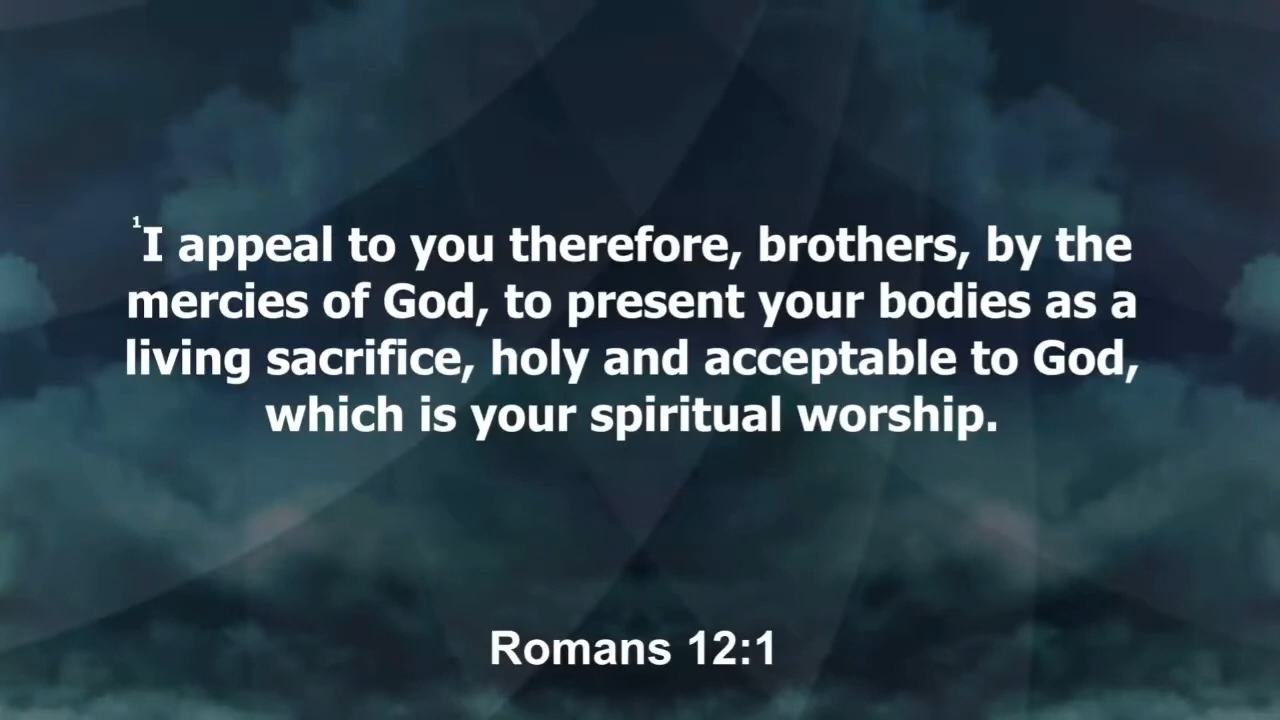 ¹I appeal to you therefore, brothers, by the
mercies of God, to present your bodies as a
living sacrifice, holy and acceptable to God,
which is your spiritual worship.
Romans 12:1